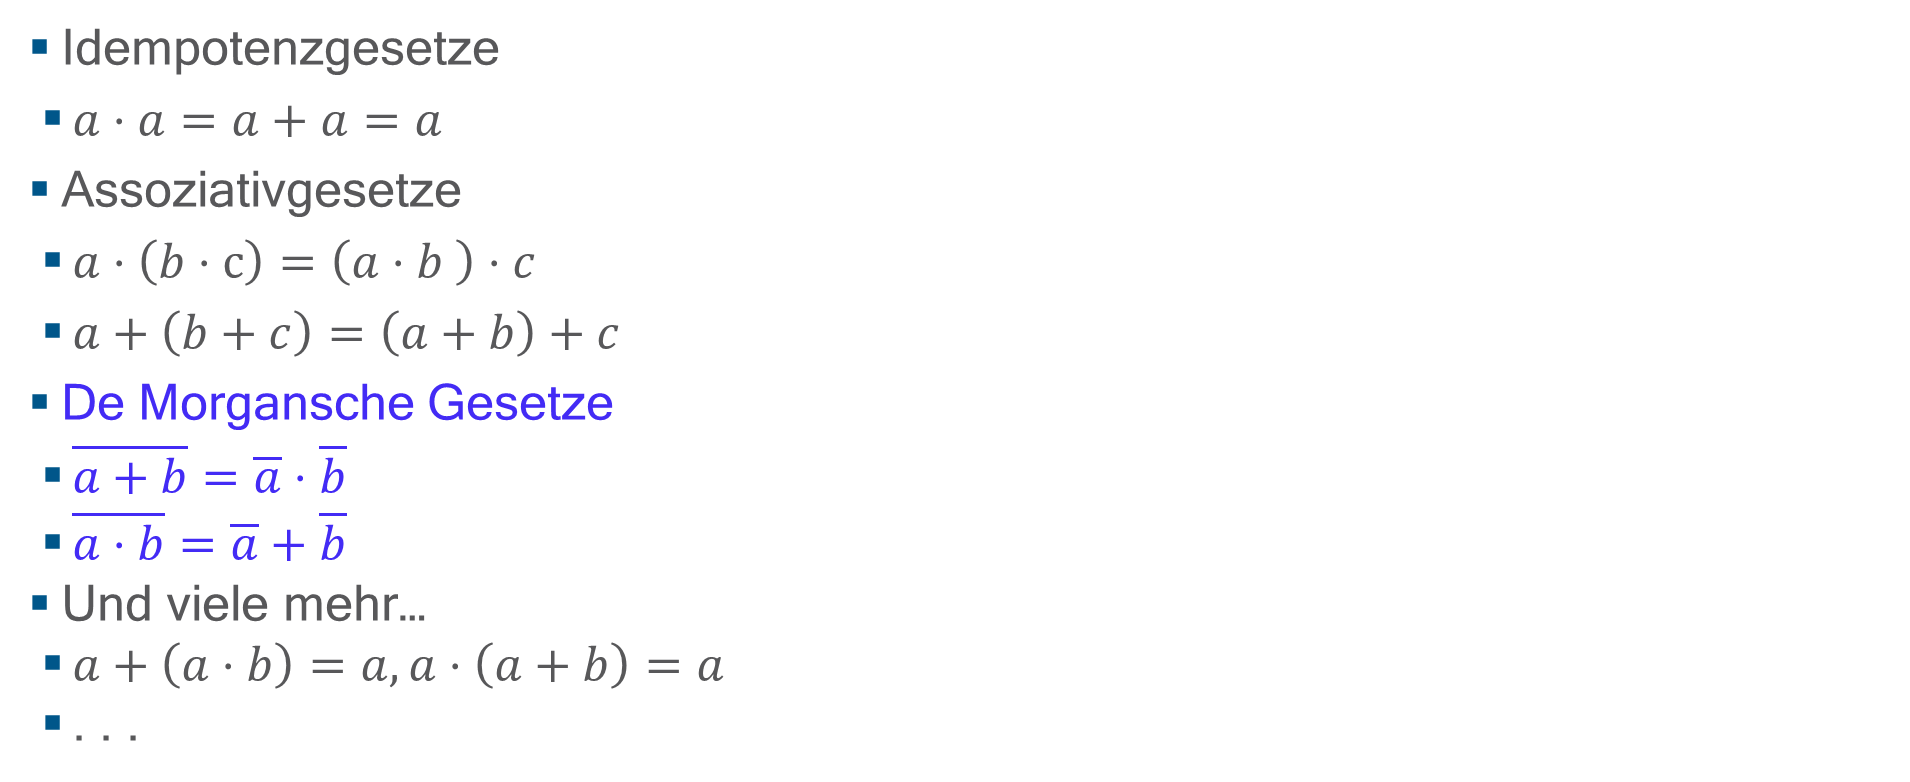 ▪ Idempotenzgesetze
▪ a · a = a + a = a
▪ Assoziativgesetze
▪ a · (b · c) = (a · b ) · c
▪ a + (b + c) = (a + b) + c
▪ De Morgansche Gesetze
▪ a̅ ̅+̅ ̅b̅ = a̅ · b̅
▪ a̅ ̅·̅ ̅b̅ = a̅ + b̅
▪ Und viele mehr…
▪ a + (a · b) = a, a · (a + b) = a
▪ . . .